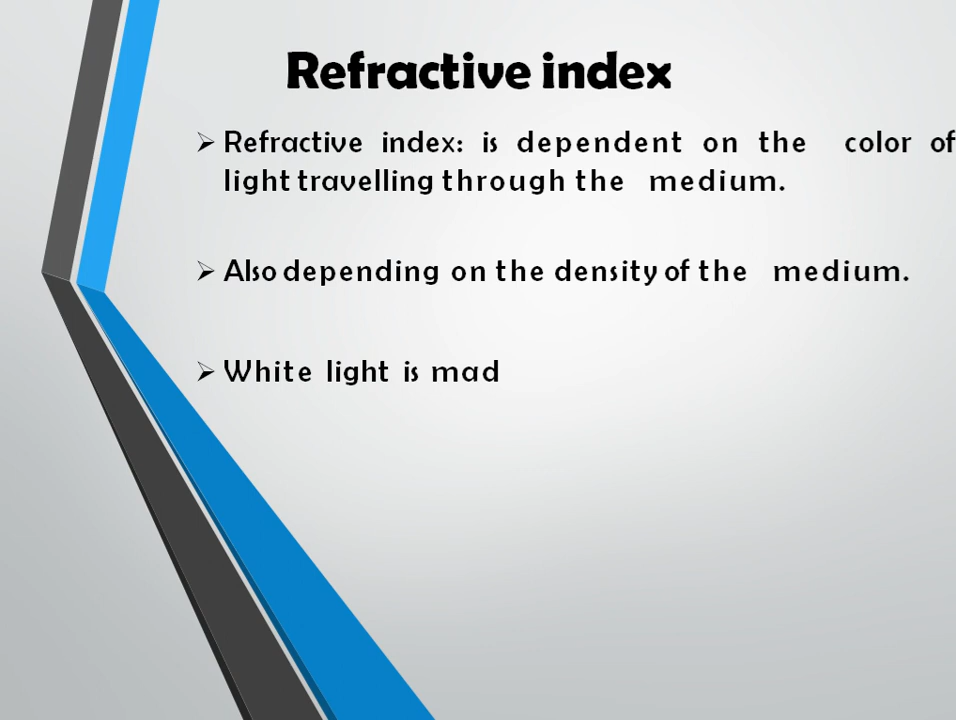 Refractive index
➢ Refractive index: is dependent on the color of
light travelling through the medium.
➢ Also depending on the density of the medium.
➢ White light is mad